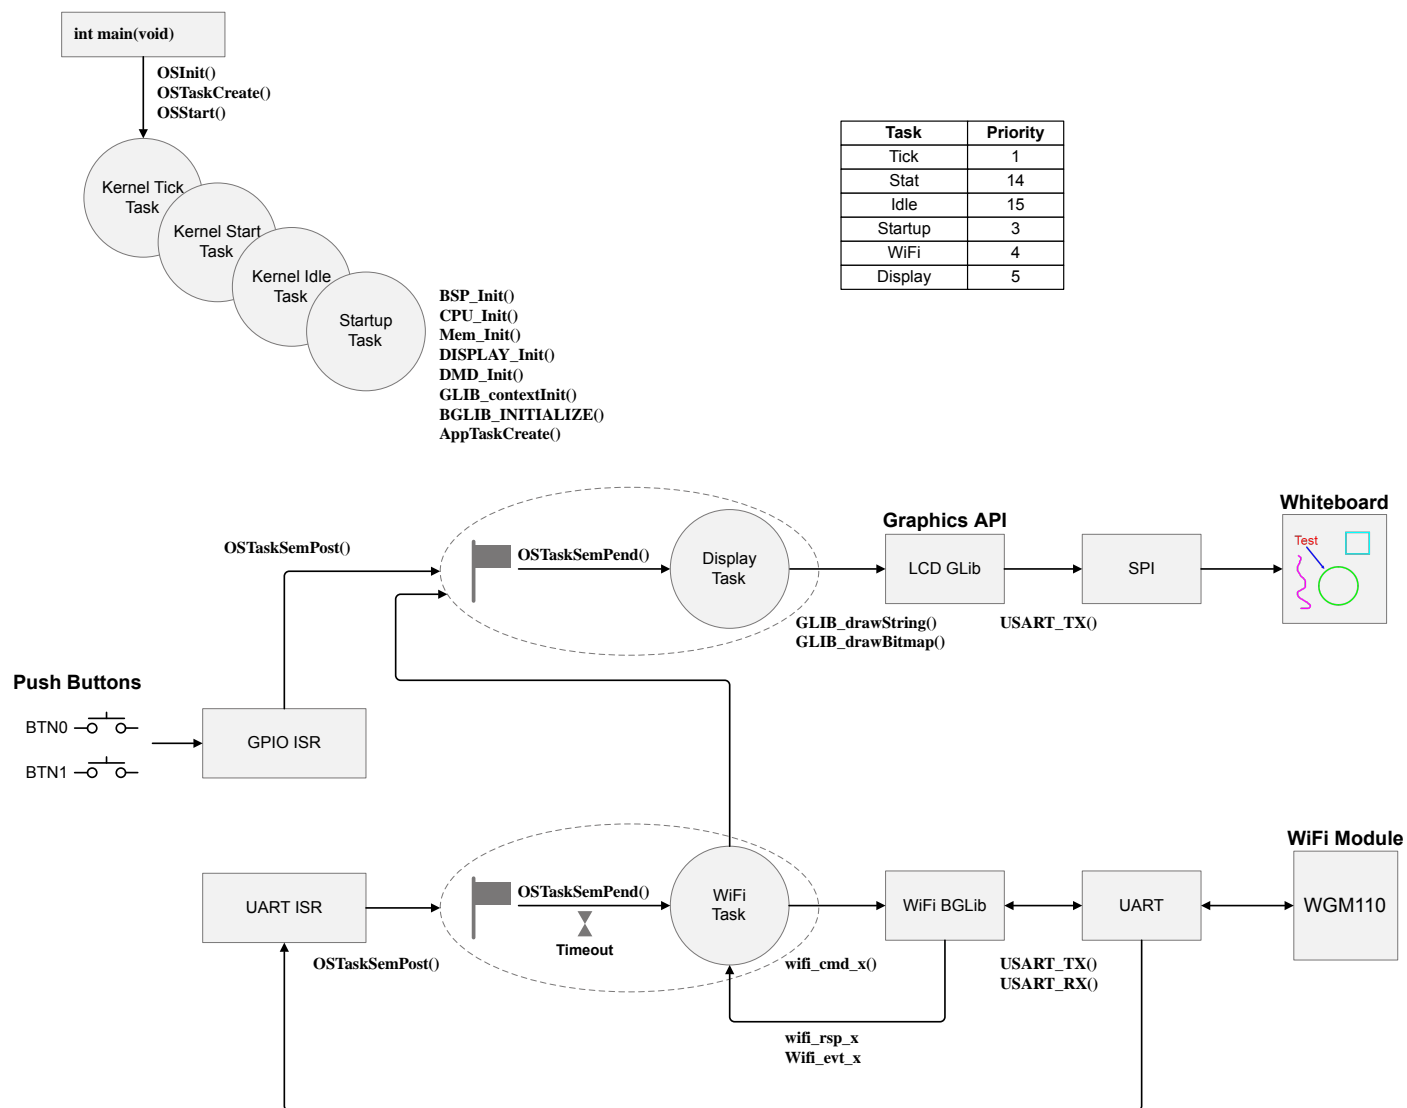 int main(void)
OSInit()
OSTaskCreate()
OSStart()
Kernel Tick
Task
Kernel Start
Task
Kernel Idle
Task
Startup
Task
BSP_Init()
CPU_Init()
Mem_Init()
DISPLAY_Init()
DMD_Init()
GLIB_contextInit()
BGLIB_INITIALIZE()
AppTaskCreate()
Task Priority
Tick 1
Stat 14
Idle 15
Startup 3
WiFi 4
Display 5
OSTaskSemPost()
OSTaskSemPend()
Display
Task
Graphics API
LCD GLib
SPI
Whiteboard
Test
GLIB_drawString()
GLIB_drawBitmap()
USART_TX()
Push Buttons
BTN0
BTN1
GPIO ISR
UART ISR
OSTaskSemPost()
OSTaskSemPend()
Timeout
WiFi
Task
wifi_cmd_x()
WiFi BGLib
UART
WiFi Module
WGM110
USART_TX()
USART_RX()
wifi_rsp_x
Wifi_evt_x